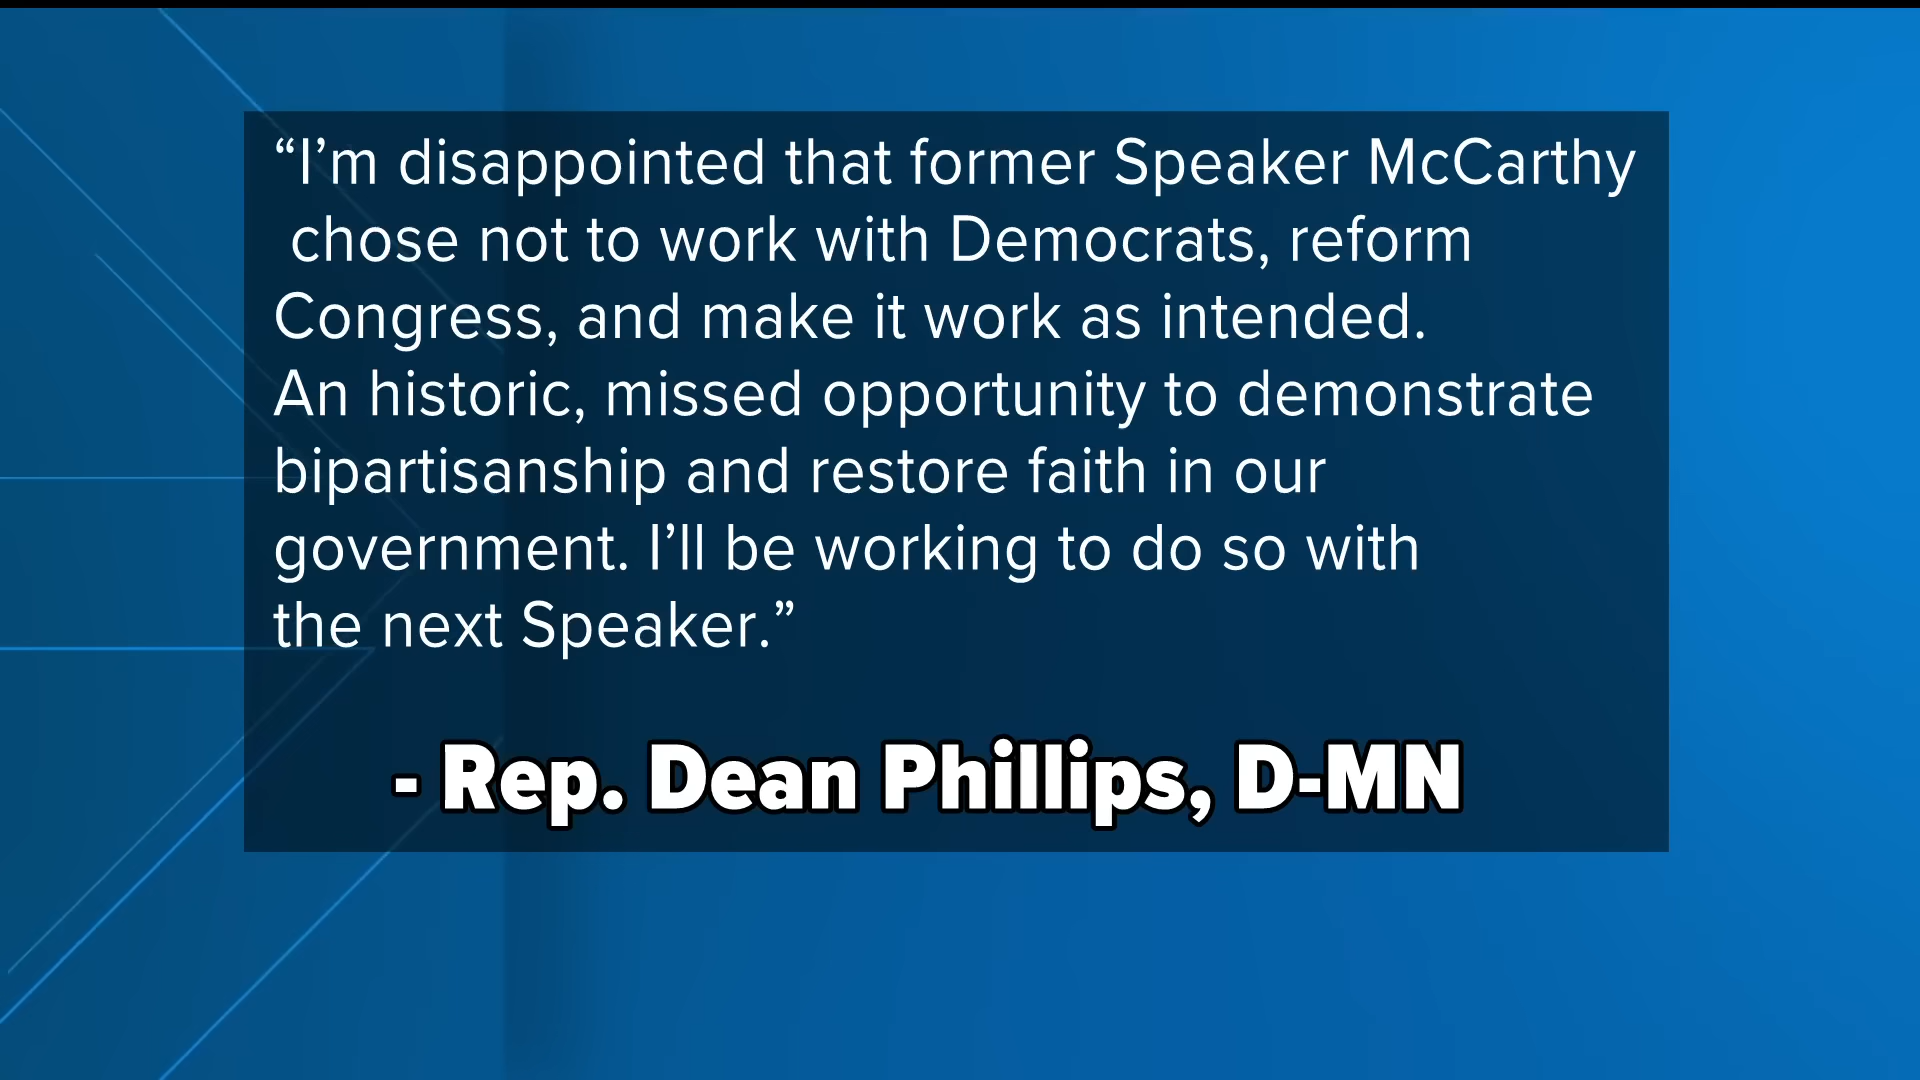 “I’m disappointed that former Speaker McCarthy
chose not to work with Democrats, reform
Congress, and make it work as intended.
An historic, missed opportunity to demonstrate
bipartisanship and restore faith in our
government. I’ll be working to do so with
the next Speaker.”
- Rep. Dean Phillips, D-MN